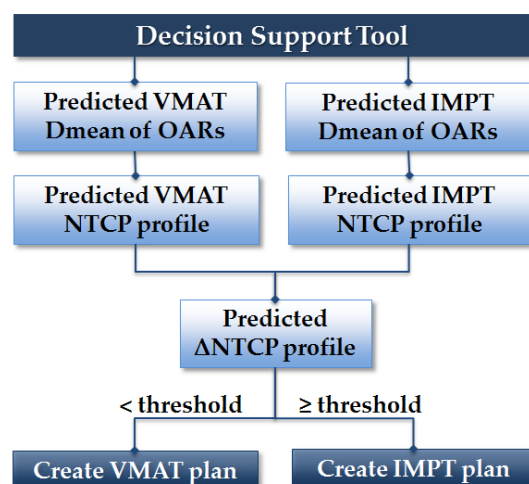 Decision Support Tool
Predicted VMAT
Dmean of OARs
Predicted IMPT
Dmean of OARs
Predicted VMAT
NTCP profile
Predicted IMPT
NTCP profile
Predicted
ΔNTCP profile
< threshold
≥ threshold
Create VMAT plan
Create IMPT plan